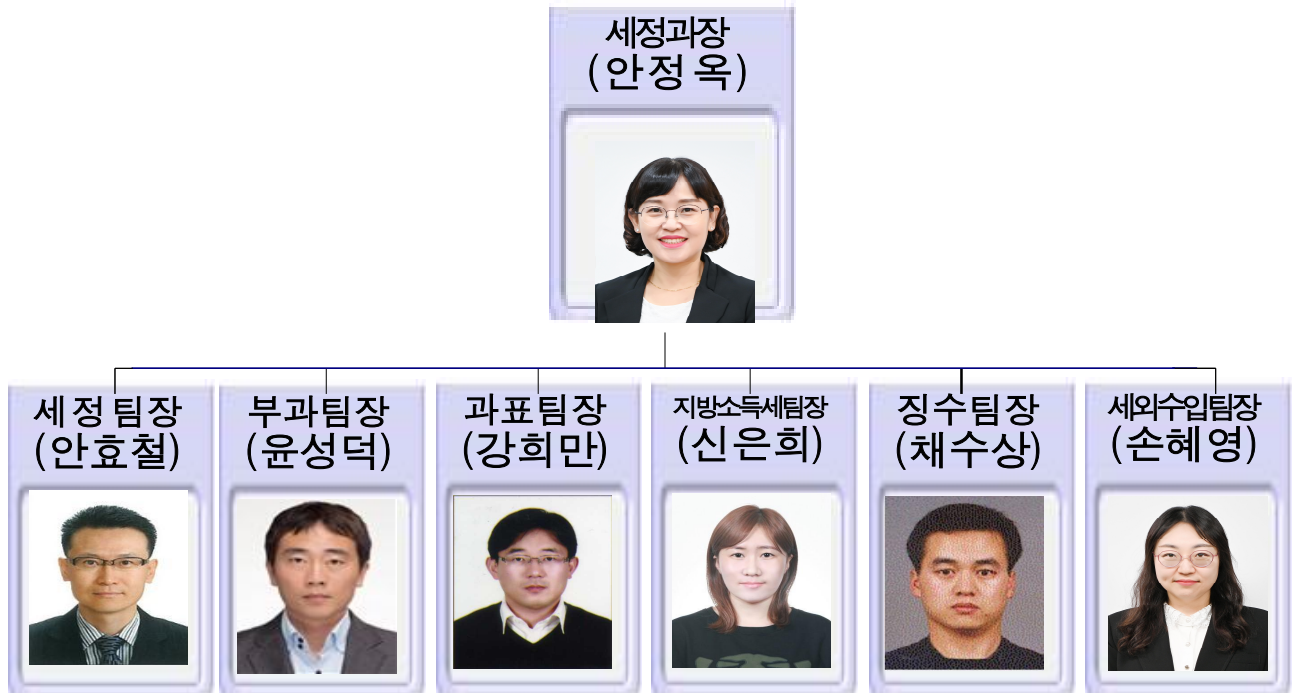 세정과장
(안정옥)
세정팀장
(안효철)
부과팀장
(윤성덕)
과표팀장
(강희만)
지방소득세팀장
(신은희)
징수팀장
(채수상)
세외수입팀장
(손혜영)